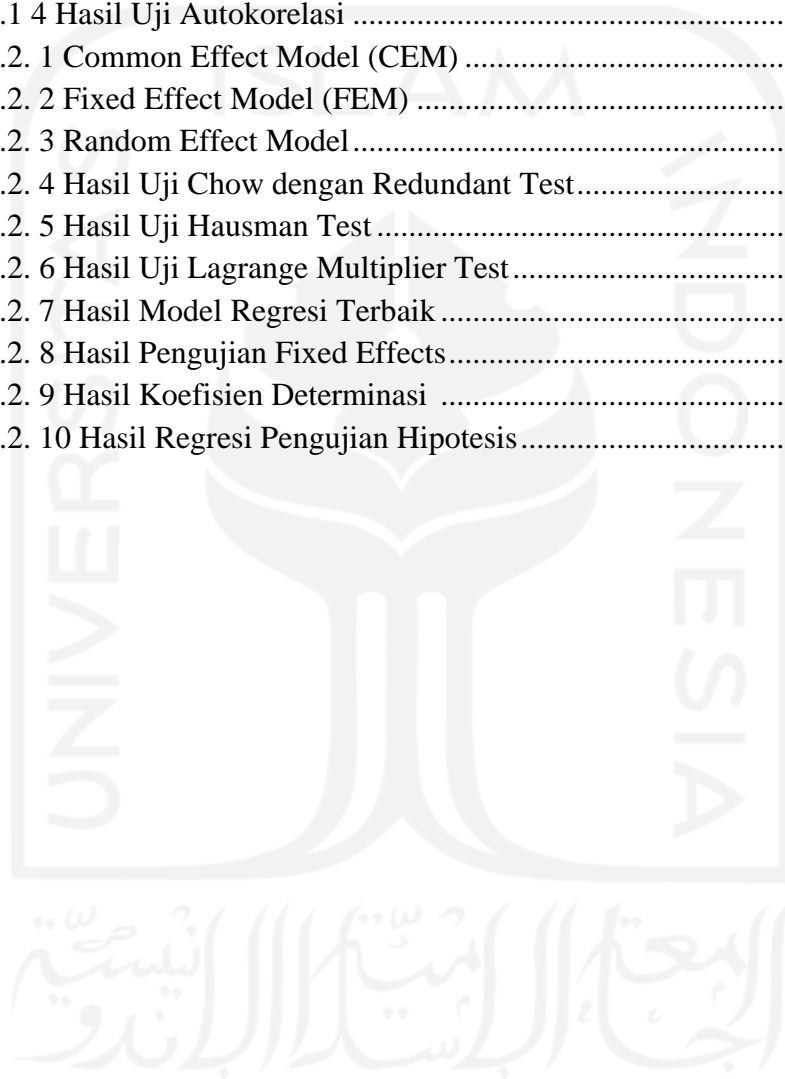 .1 4 Hasil Uji Autokorelasi ......................................................
.2. 1 Common Effect Model (CEM) ........................................
.2. 2 Fixed Effect Model (FEM) ..............................................
.2. 3 Random Effect Model......................................................
.2. 4 Hasil Uji Chow dengan Redundant Test..........................
.2. 5 Hasil Uji Hausman Test ...................................................
.2. 6 Hasil Uji Lagrange Multiplier Test..................................
.2. 7 Hasil Model Regresi Terbaik ...........................................
.2. 8 Hasil Pengujian Fixed Effects..........................................
.2. 9 Hasil Koefisien Determinasi ...........................................
.2. 10 Hasil Regresi Pengujian Hipotesis.................................
ISLAM
UNIVERSITAS
INDONESIA